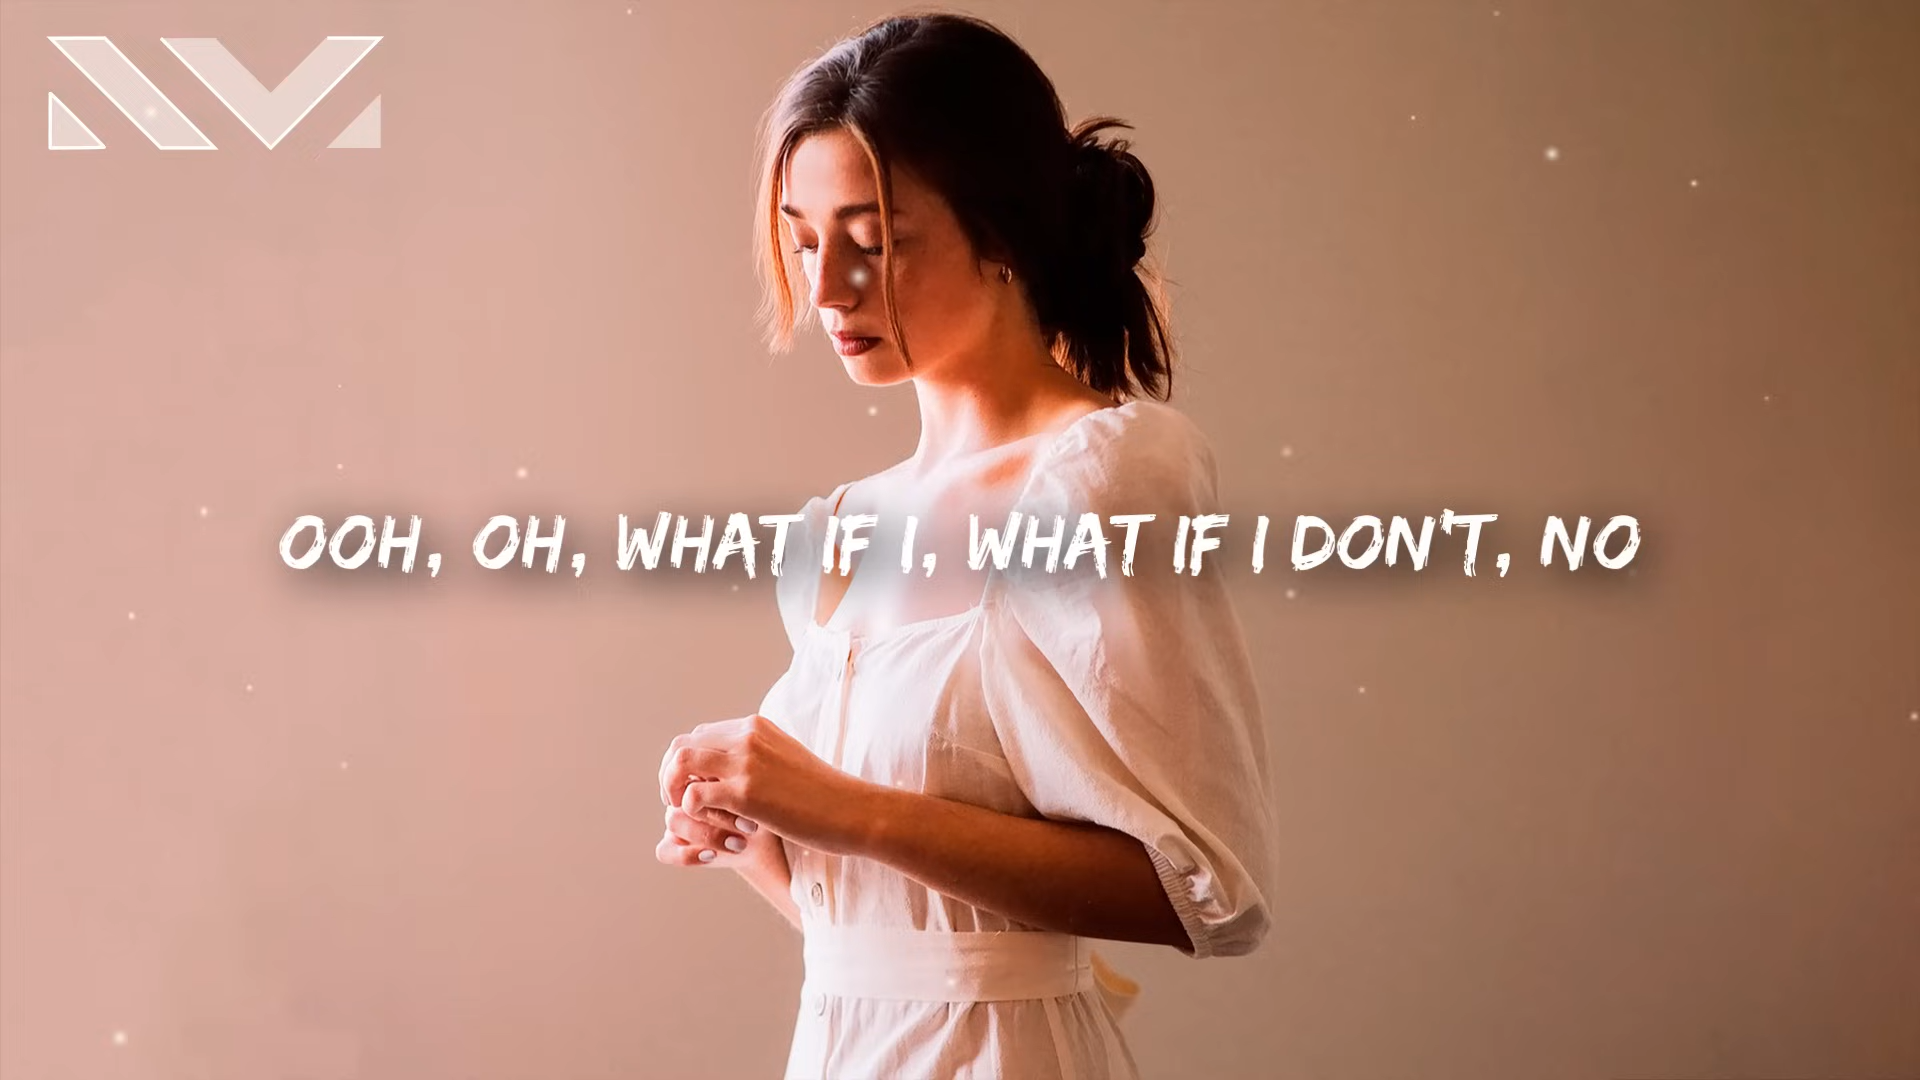 OOH, OH, WHAT IF I, WHAT IF I DON'T, NO